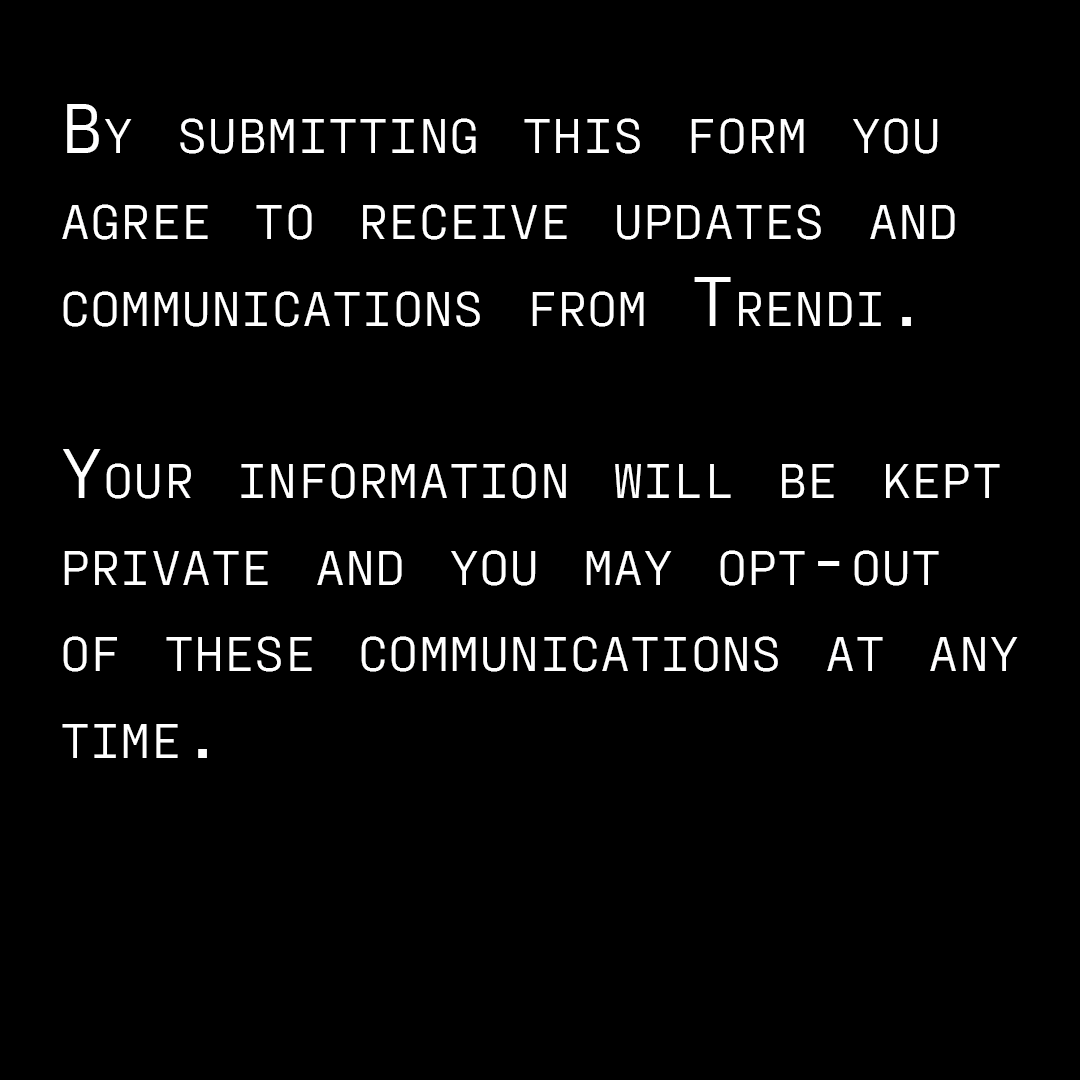 By submitting this form you
agree to receive updates and
communications from Trendi.
Your information will be kept
private and you may opt-out
of these communications at any
time.